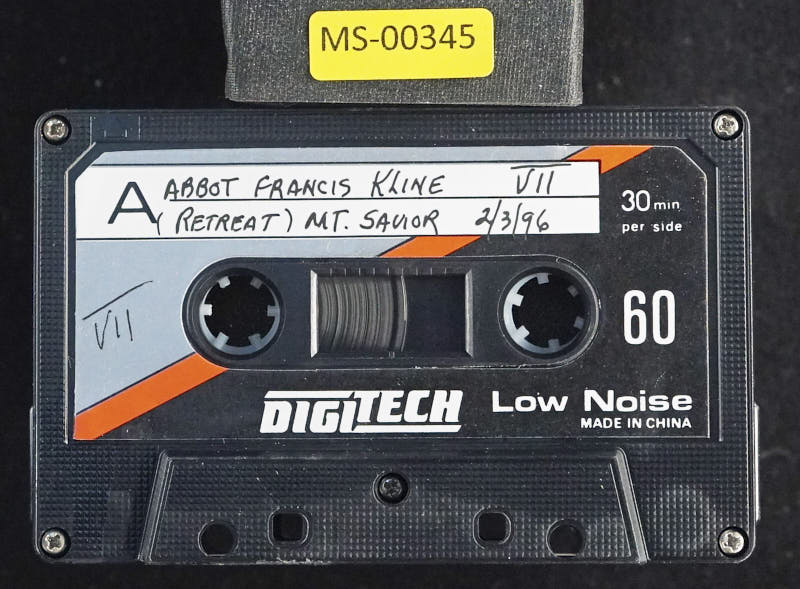 MS-00345
A ABBOT FRANCIS KLINE VII
(RETREAT) MT. SAVIOR 2/3/96
30 min
per side
VII
60
DIGITECH Low Noise
MADE IN CHINA